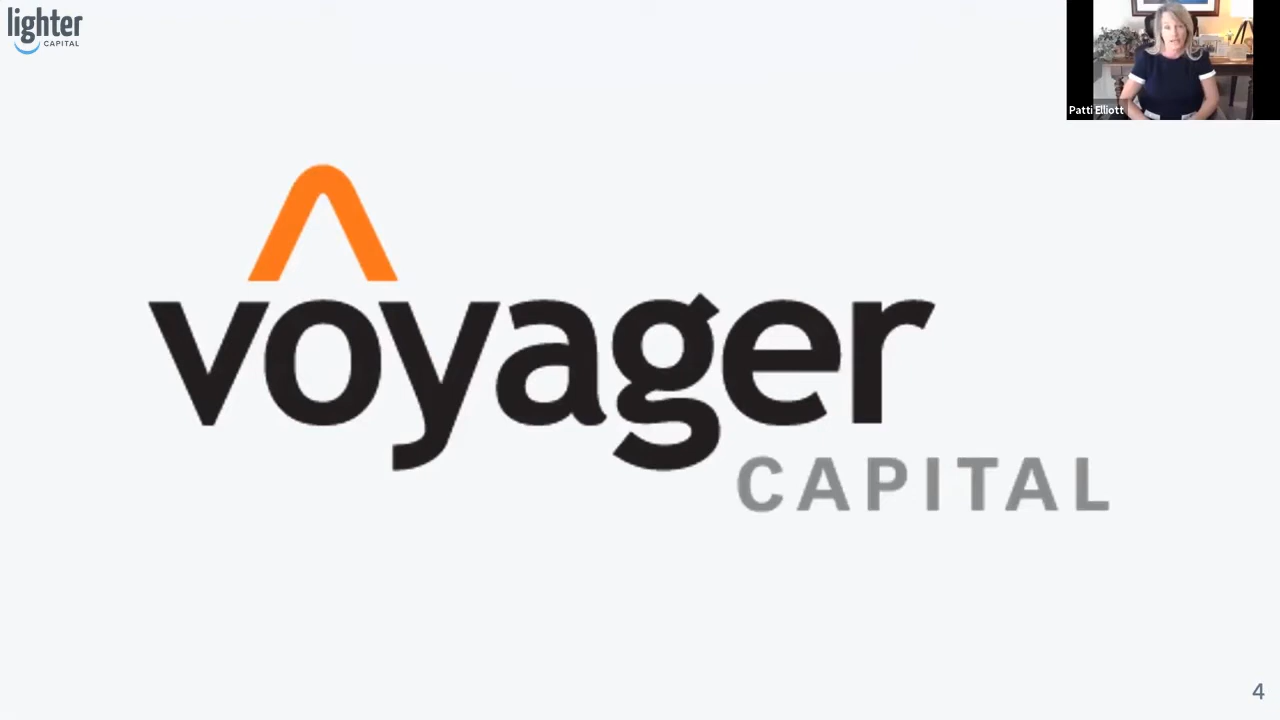 lighter
CAPITAL
Patti Elliott
voyager
CAPITAL
4